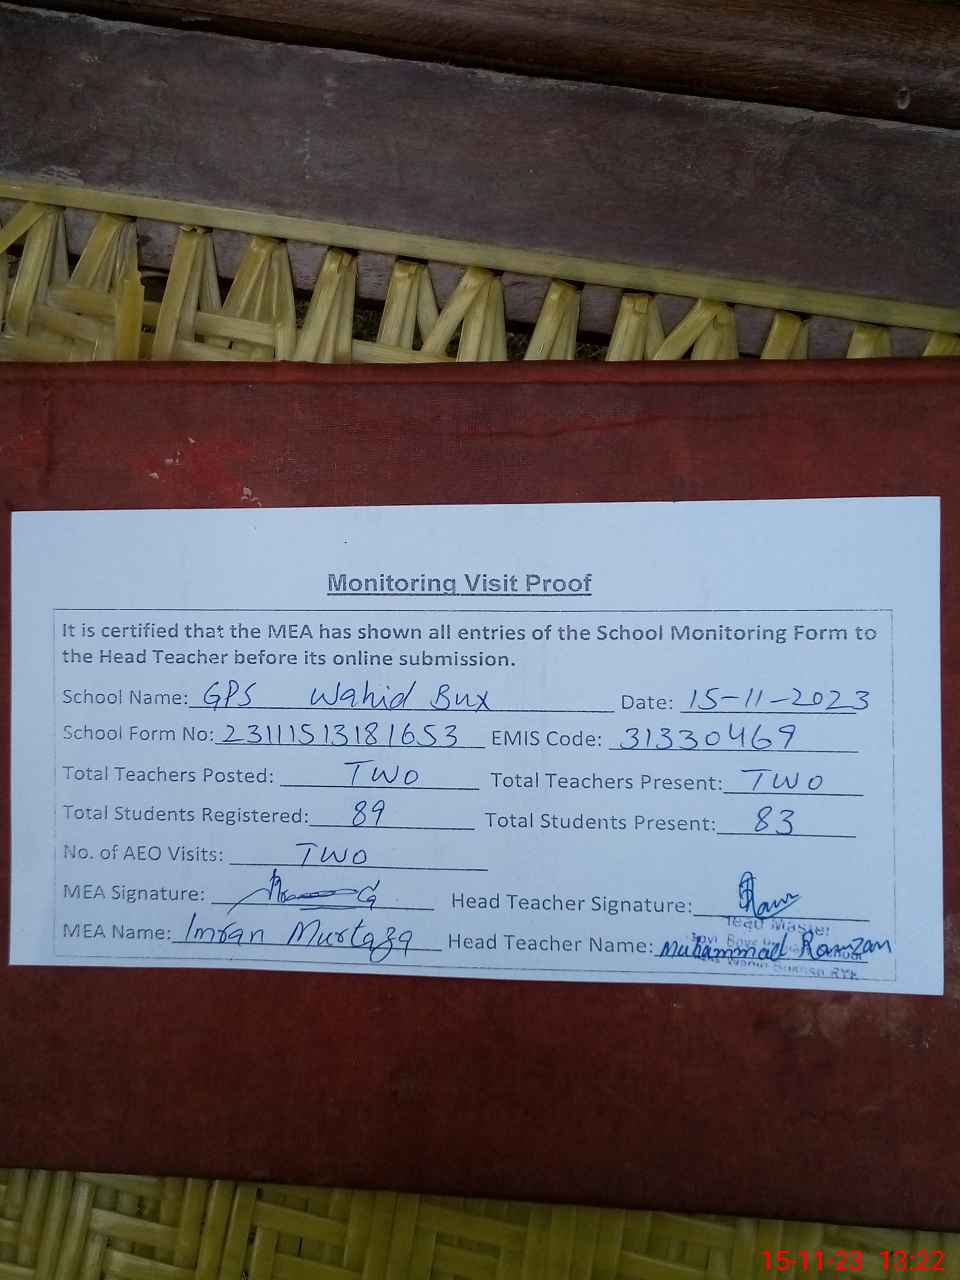 Monitoring Visit Proof
It is certified that the MEA has shown all entries of the School Monitoring Form to
the Head Teacher before its online submission.
School Name: GPS Wahid Bux Date: 15-11-2023
School Form No: 23111513181653 EMIS Code: 31330469
Total Teachers Posted: TWO Total Teachers Present: TWO
Total Students Registered: 89 Total Students Present: 83
No. of AEO Visits: TWO
MEA Signature: Head Teacher Signature:
Head Master
MEA Name: Imran Murtaza Head Teacher Name: Muhammad Ramzan
15-11-23 13:22